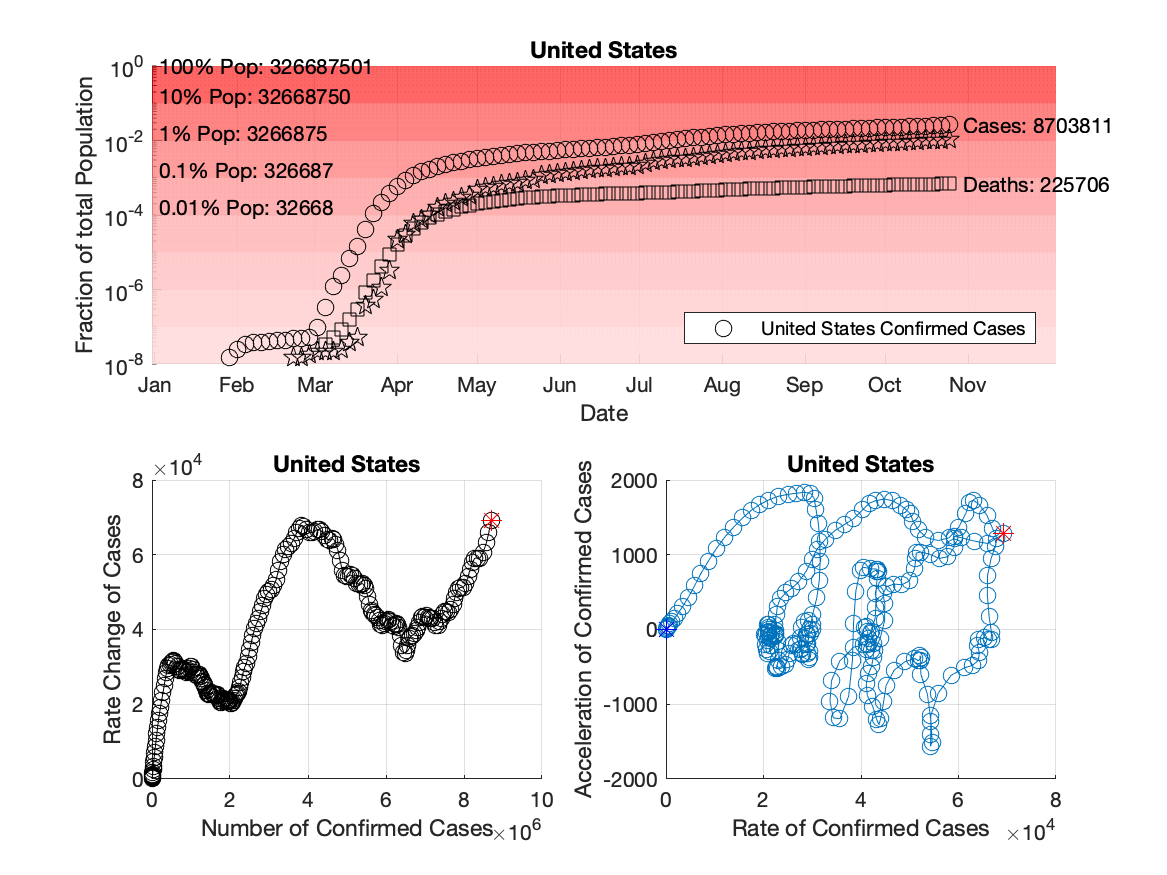 United States
Fraction of total Population
10^0
10^-2
10^-4
10^-6
10^-8
100% Pop: 326687501
10% Pop: 32668750
1% Pop: 3266875
0.1% Pop: 326687
0.01% Pop: 32668
Cases: 8703811
Deaths: 225706
United States Confirmed Cases
Jan Feb Mar Apr May Jun Jul Aug Sep Oct Nov
Date
United States
×10^4
Rate Change of Cases
8
6
4
2
0
0 2 4 6 8 10
Number of Confirmed Cases ×10^6
United States
Acceleration of Confirmed Cases
2000
1000
0
-1000
-2000
0 2 4 6 8
Rate of Confirmed Cases ×10^4